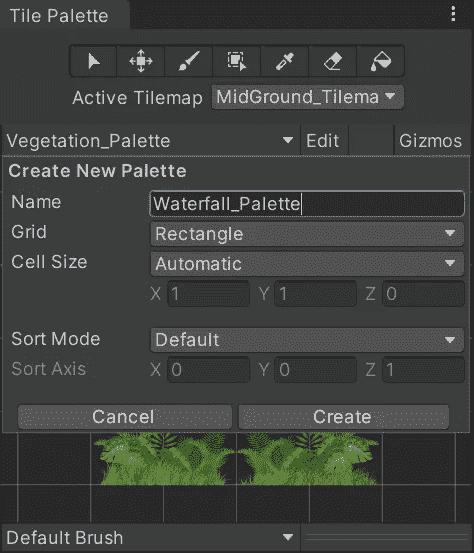 Tile Palette
Active Tilemap MidGround_Tilema
Vegetation_Palette Edit Gizmos
Create New Palette
Name Waterfall_Palette
Grid Rectangle
Cell Size Automatic
X 1 Y 1 Z 0
Sort Mode Default
Sort Axis X 0 Y 0 Z 1
Cancel Create
Default Brush